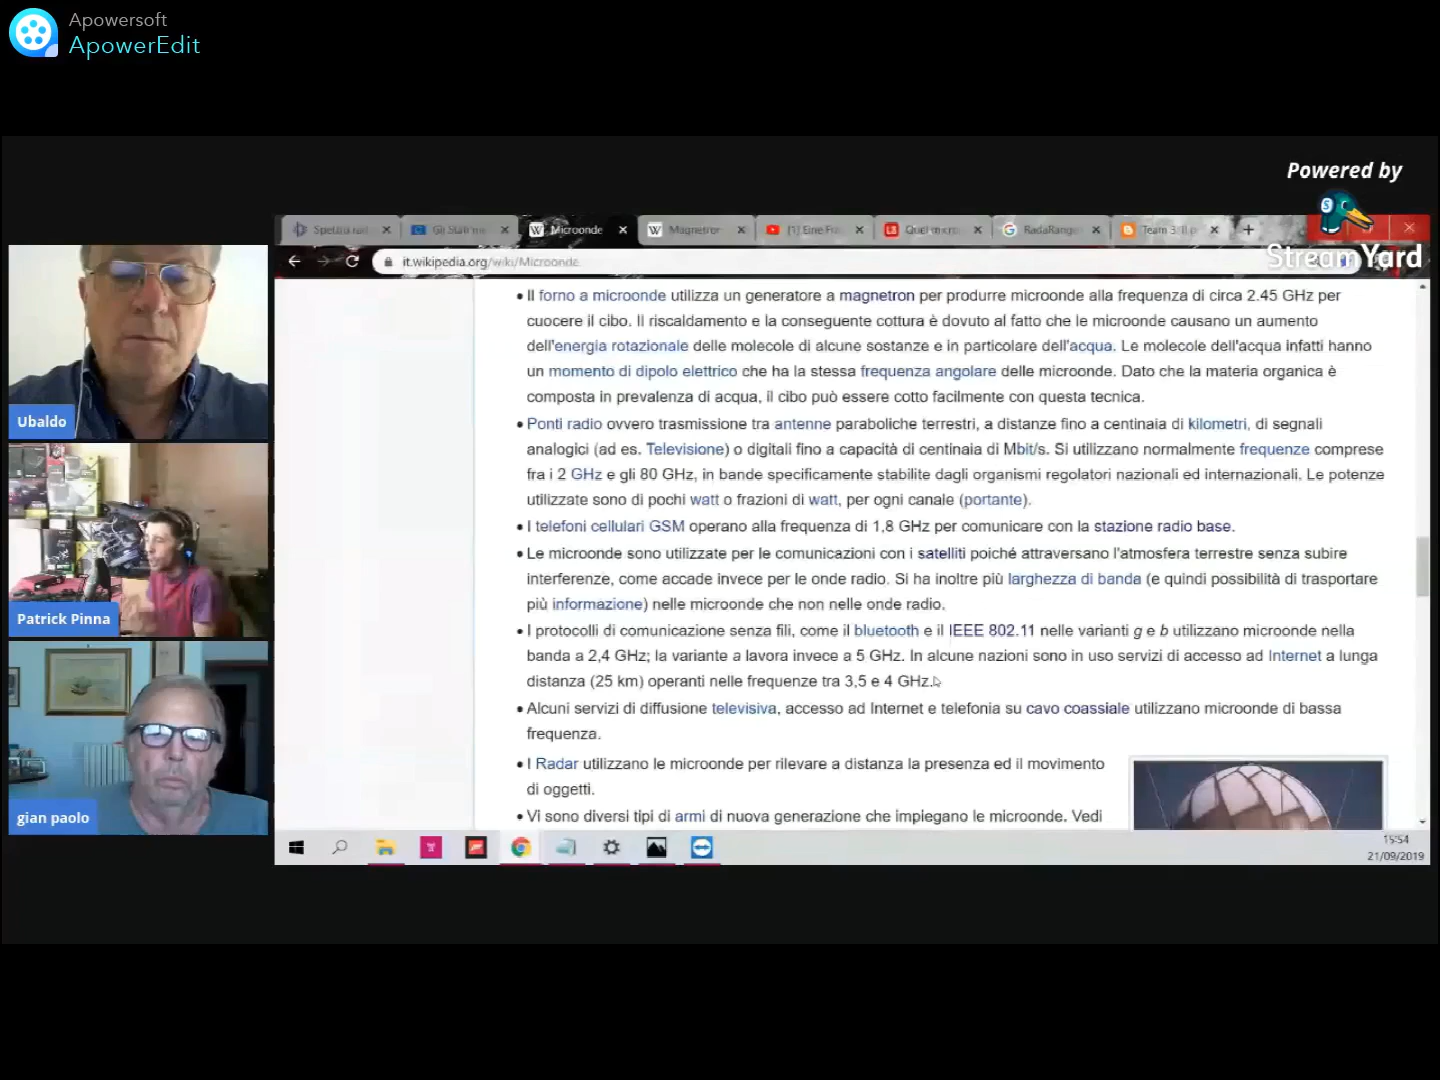 Apowersoft
ApowerEdit
Powered by
StreamYard
Microonde
Magnetror
(1) Eine Fr
Quel micro
RadaRange
Team 3: Il p
it.wikipedia.org/wiki/Microonde
• Il forno a microonde utilizza un generatore a magnetron per produrre microonde alla frequenza di circa 2.45 GHz per
cuocere il cibo. Il riscaldamento e la conseguente cottura è dovuto al fatto che le microonde causano un aumento
dell'energia rotazionale delle molecole di alcune sostanze e in particolare dell'acqua. Le molecole dell'acqua infatti hanno
un momento di dipolo elettrico che ha la stessa frequenza angolare delle microonde. Dato che la materia organica è
composta in prevalenza di acqua, il cibo può essere cotto facilmente con questa tecnica.
• Ponti radio ovvero trasmissione tra antenne paraboliche terrestri, a distanze fino a centinaia di kilometri, di segnali
analogici (ad es. Televisione) o digitali fino a capacità di centinaia di Mbit/s. Si utilizzano normalmente frequenze comprese
fra i 2 GHz e gli 80 GHz, in bande specificamente stabilite dagli organismi regolatori nazionali ed internazionali. Le potenze
utilizzate sono di pochi watt o frazioni di watt, per ogni canale (portante).
• I telefoni cellulari GSM operano alla frequenza di 1,8 GHz per comunicare con la stazione radio base.
• Le microonde sono utilizzate per le comunicazioni con i satelliti poiché attraversano l'atmosfera terrestre senza subire
interferenze, come accade invece per le onde radio. Si ha inoltre più larghezza di banda (e quindi possibilità di trasportare
più informazione) nelle microonde che non nelle onde radio.
• I protocolli di comunicazione senza fili, come il bluetooth e il IEEE 802.11 nelle varianti g e b utilizzano microonde nella
banda a 2,4 GHz; la variante a lavora invece a 5 GHz. In alcune nazioni sono in uso servizi di accesso ad Internet a lunga
distanza (25 km) operanti nelle frequenze tra 3,5 e 4 GHz.
• Alcuni servizi di diffusione televisiva, accesso ad Internet e telefonia su cavo coassiale utilizzano microonde di bassa
frequenza.
• I Radar utilizzano le microonde per rilevare a distanza la presenza ed il movimento
di oggetti.
• Vi sono diversi tipi di armi di nuova generazione che impiegano le microonde. Vedi
Ubaldo
Patrick Pinna
gian paolo
15:54
21/09/2019